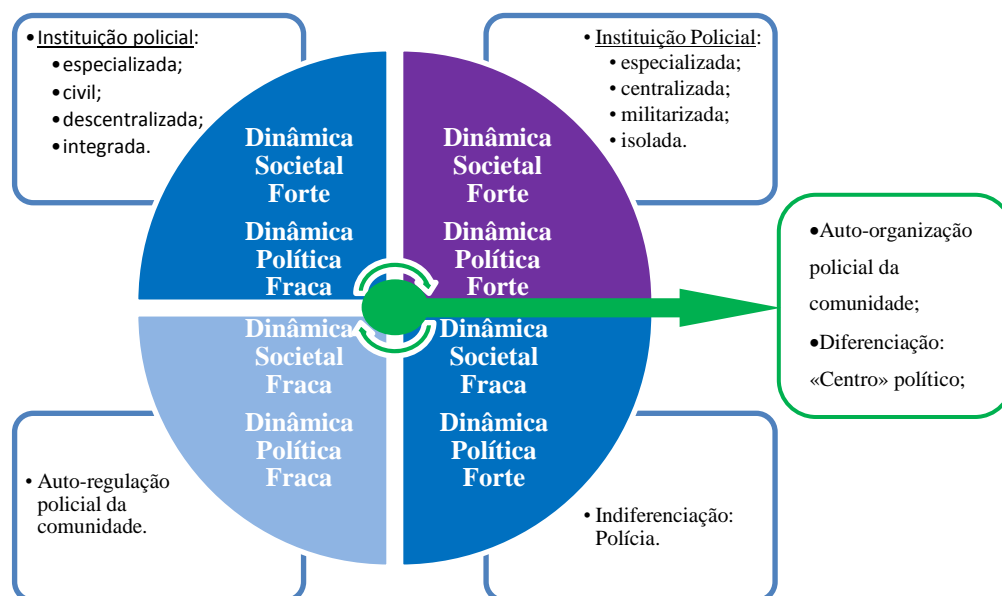 •Instituição policial:
•especializada;
•civil;
•descentralizada;
•integrada.
• Instituição Policial:
• especializada;
• centralizada;
• militarizada;
• isolada.
Dinâmica
Societal
Forte
Dinâmica
Política
Fraca
Dinâmica
Societal
Forte
Dinâmica
Política
Forte
•Auto-organização
policial da
comunidade;
•Diferenciação:
«Centro» político;
Dinâmica
Societal
Fraca
Dinâmica
Política
Fraca
Dinâmica
Societal
Fraca
Dinâmica
Política
Forte
• Auto-regulação
policial da
comunidade.
• Indiferenciação:
Polícia.